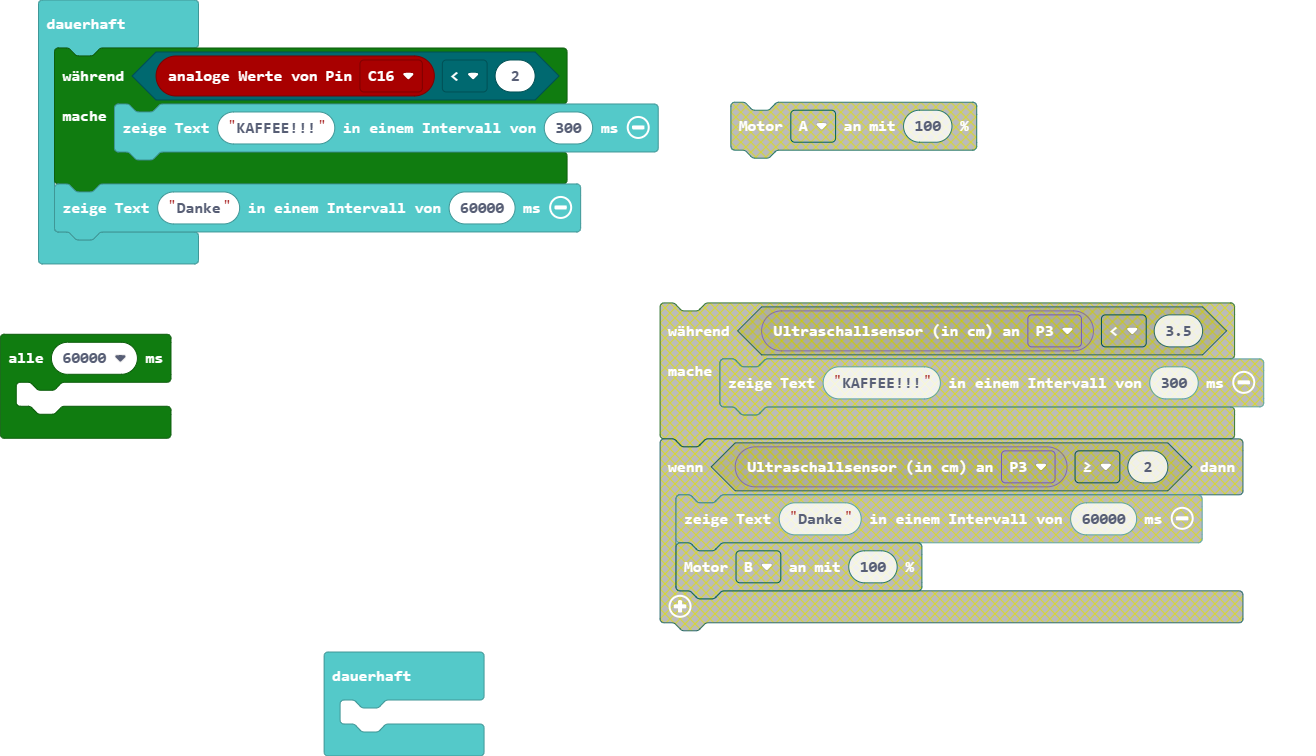 dauerhaft
während analoge Werte von Pin C16 < 2
mache zeige Text "KAFFEE!!!" in einem Intervall von 300 ms
zeige Text "Danke" in einem Intervall von 60000 ms
Motor A an mit 100 %
alle 60000 ms
während Ultraschallsensor (in cm) an P3 < 3.5
mache zeige Text "KAFFEE!!!" in einem Intervall von 300 ms
wenn Ultraschallsensor (in cm) an P3 ≥ 2 dann
zeige Text "Danke" in einem Intervall von 60000 ms
Motor B an mit 100 %
dauerhaft